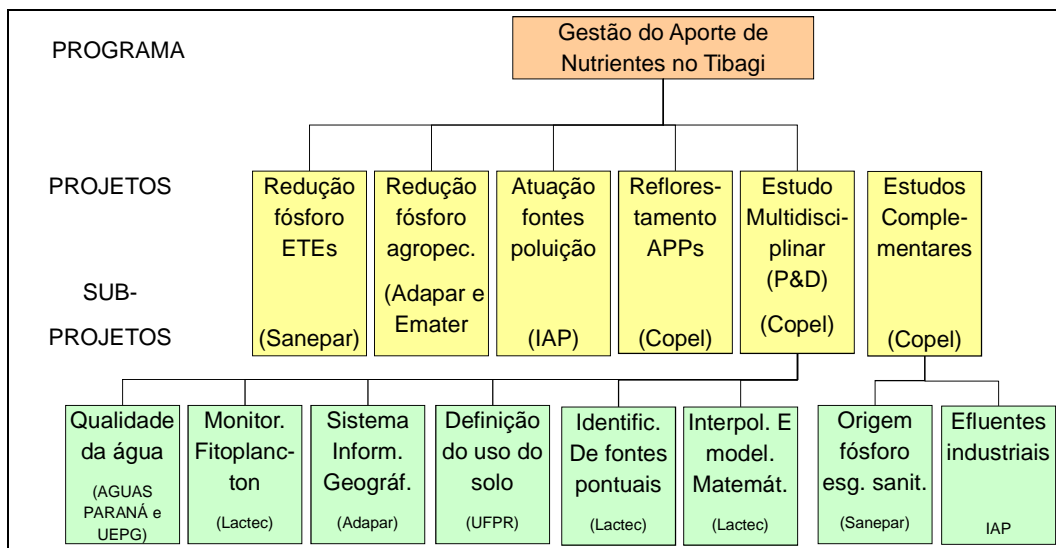 PROGRAMA
Gestão do Aporte de
Nutrientes no Tibagi
PROJETOS
SUB-
PROJETOS
Redução
fósforo
ETEs
(Sanepar)
Redução
fósforo
agropec.
(Adapar e
Emater
Atuação
fontes
poluição
(IAP)
Reflores-
tamento
APPs
(Copel)
Estudo
Multidisci-
plinar
(P&D)
(Copel)
Estudos
Comple-
mentares
(Copel)
Qualidade
da água
(AGUAS
PARANÁ e
UEPG)
Monitor.
Fitoplanc-
ton
(Lactec)
Sistema
Inform.
Geográf.
(Adapar)
Definição
do uso do
solo
(UFPR)
Identific.
De fontes
pontuais
(Lactec)
Interpol. E
model.
Matemát.
(Lactec)
Origem
fósforo
esg. sanit.
(Sanepar)
Efluentes
industriais
IAP